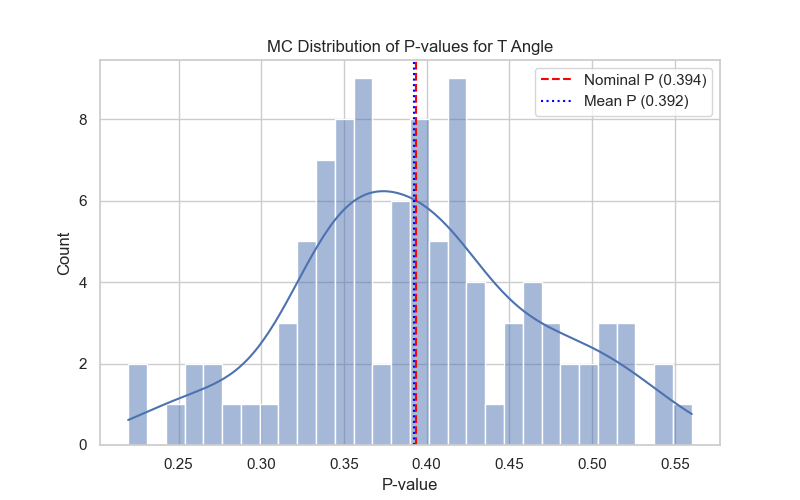 MC Distribution of P-values for T Angle
Nominal P (0.394)
Mean P (0.392)
Count
8
6
4
2
0
0.25 0.30 0.35 0.40 0.45 0.50 0.55
P-value